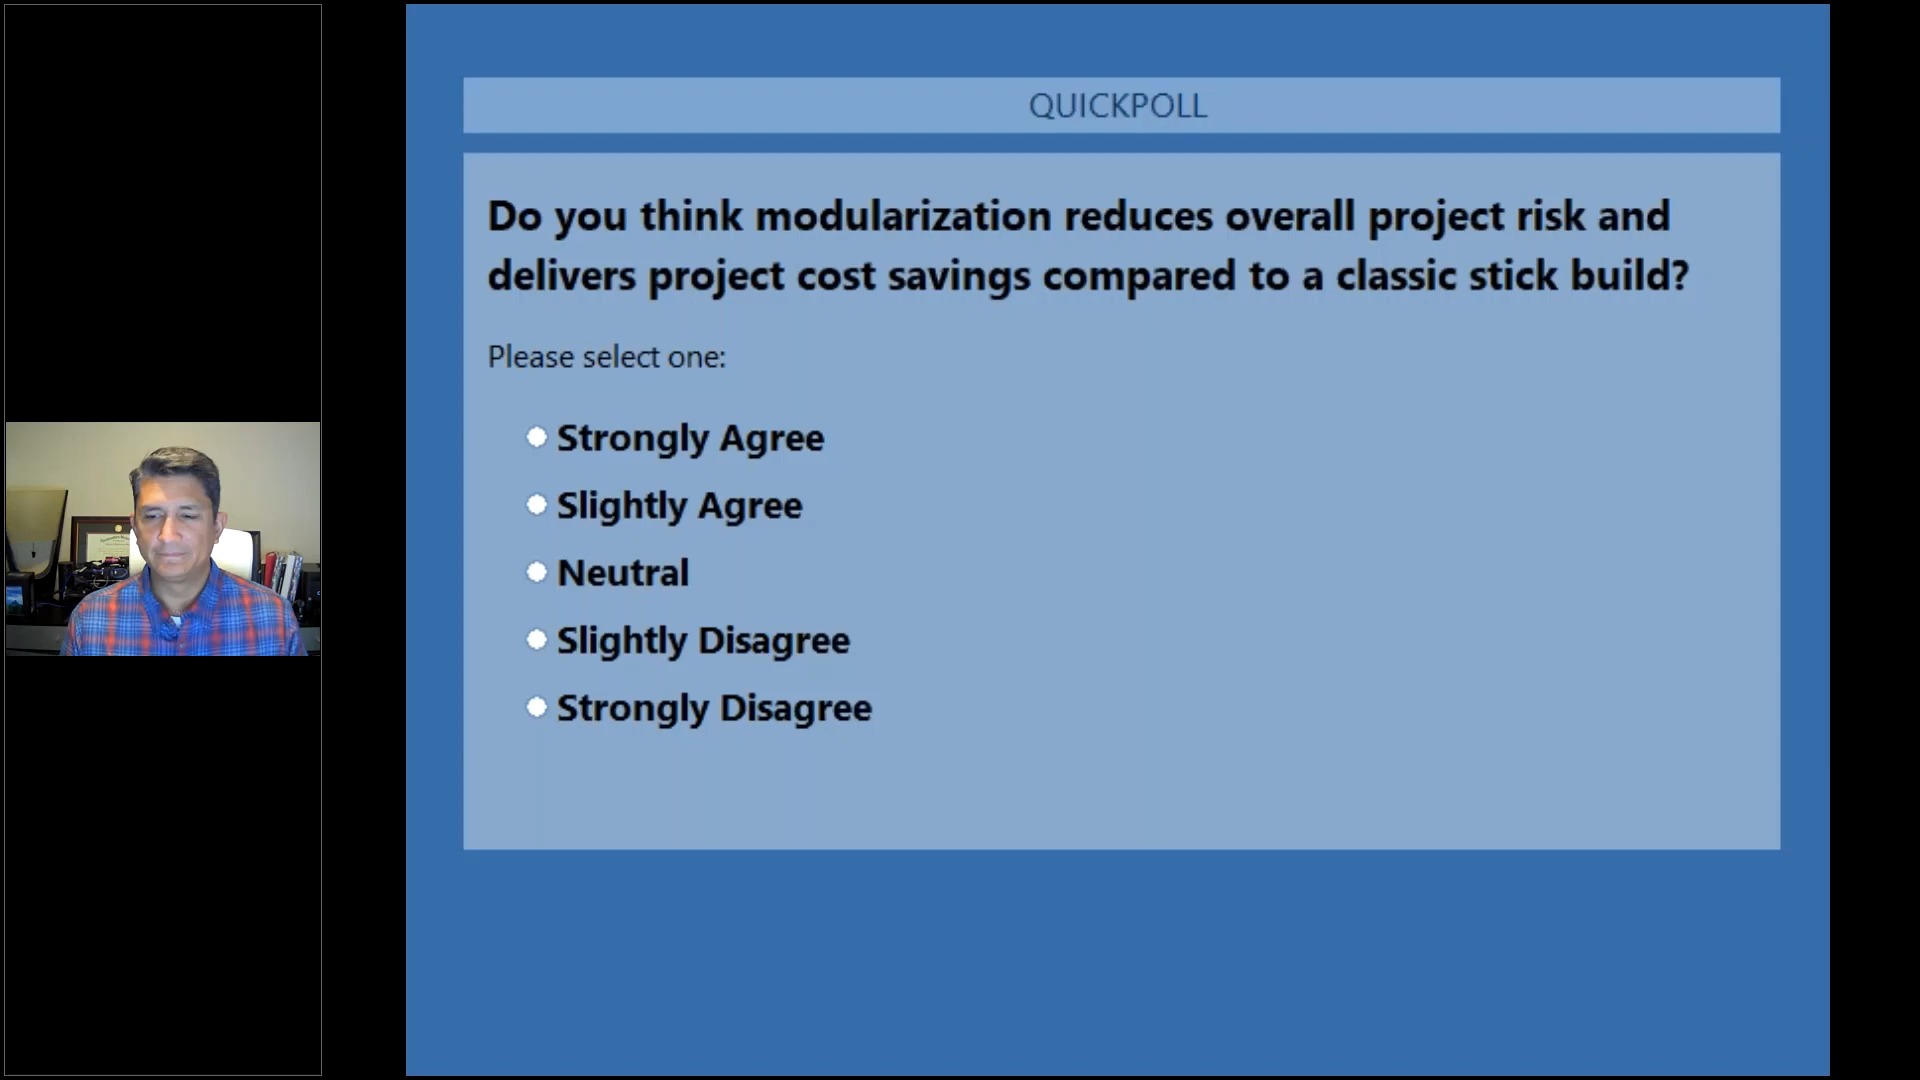 QUICKPOLL
Do you think modularization reduces overall project risk and
delivers project cost savings compared to a classic stick build?
Please select one:
Strongly Agree
Slightly Agree
Neutral
Slightly Disagree
Strongly Disagree